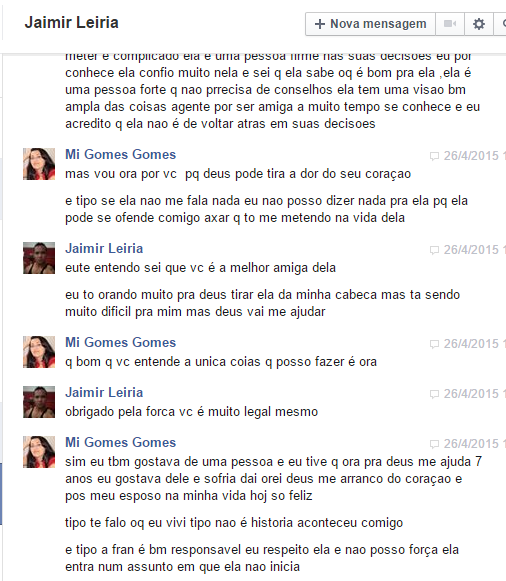 Jaimir Leiria
Nova mensagem
meter e complicado ela e uma pessoa firme nas suas decisoes eu por
conhece ela confio muito nela e sei q ela sabe oq é bom pra ela ,ela é
uma pessoa forte q nao prrecisa de conselhos ela tem uma visao bm
ampla das coisas agente por ser amiga a muito tempo se conhece e eu
acredito q ela nao é de voltar atras em suas decisoes
Mi Gomes Gomes
26/4/2015 1
mas vou ora por vc pq deus pode tira a dor do seu coraçao
e tipo se ela nao me fala nada eu nao posso dizer nada pra ela pq ela
pode se ofende comigo axar q to me metendo na vida dela
Jaimir Leiria
26/4/2015 1
eute entendo sei que vc é a melhor amiga dela
eu to orando muito pra deus tirar ela da minha cabeca mas ta sendo
muito dificil pra mim mas deus vai me ajudar
Mi Gomes Gomes
26/4/2015 1
q bom q vc entende a unica coias q posso fazer é ora
Jaimir Leiria
26/4/2015 1
obrigado pela forca vc é muito legal mesmo
Mi Gomes Gomes
26/4/2015 1
sim eu tbm gostava de uma pessoa e eu tive q ora pra deus me ajuda 7
anos eu gostava dele e sofria dai orei deus me arranco do coraçao e
pos meu esposo na minha vida hoj so feliz
tipo te falo oq eu vivi tipo nao é historia aconteceu comigo
e tipo a fran é bm responsavel eu respeito ela e nao posso força ela
entra num assunto em que ela nao inicia